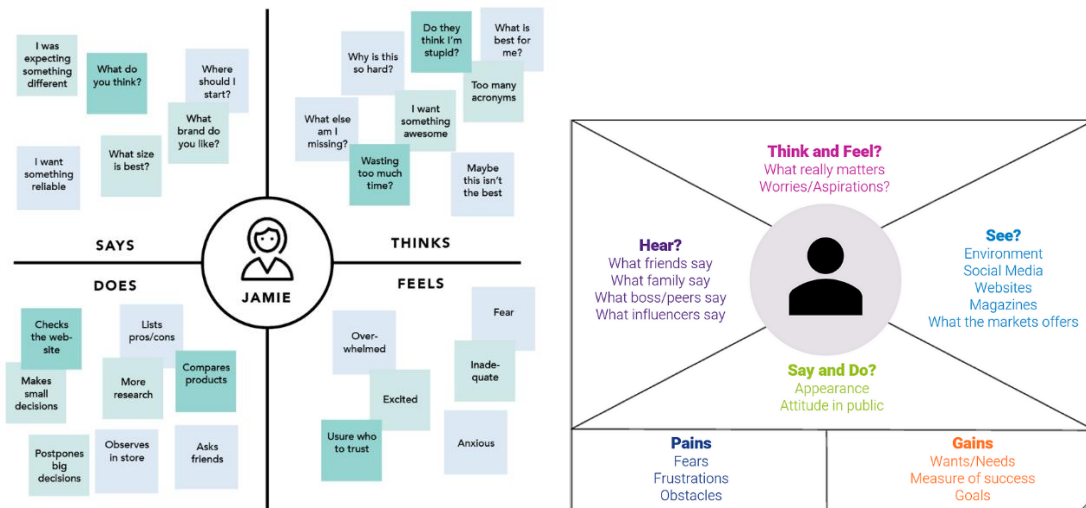 I was
expecting
something
different
What do
you think?
Where
should I
start?
What
brand do
you like?
I want
something
reliable
What size
is best?
SAYS
Why is this
so hard?
Do they
think I'm
stupid?
What is
best for
me?
Too many
acronyms
What else
am I
missing?
I want
something
awesome
Wasting
too much
time?
Maybe
this isn't
the best
THINKS
JAMIE
DOES
Checks
the web-
site
Lists
pros/cons
Makes
small
decisions
More
research
Compares
products
Postpones
big
decisions
Observes
in store
Asks
friends
FEELS
Over-
whelmed
Fear
Inade-
quate
Excited
Usure who
to trust
Anxious
Think and Feel?
What really matters
Worries/Aspirations?
Hear?
What friends say
What family say
What boss/peers say
What influencers say
See?
Environment
Social Media
Websites
Magazines
What the markets offers
Say and Do?
Appearance
Attitude in public
Pains
Fears
Frustrations
Obstacles
Gains
Wants/Needs
Measure of success
Goals